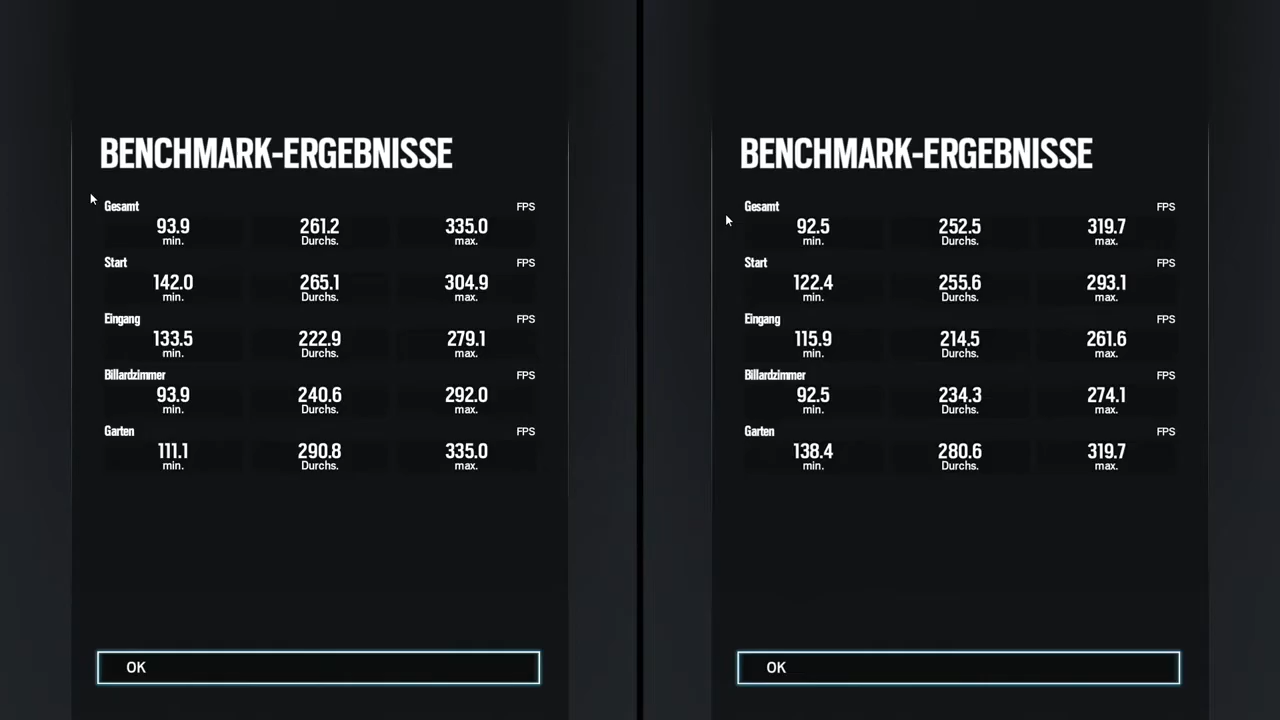 BENCHMARK-ERGEBNISSE
Gesamt FPS
93.9 261.2 335.0
min. Durchs. max.
Start FPS
142.0 265.1 304.9
min. Durchs. max.
Eingang FPS
133.5 222.9 279.1
min. Durchs. max.
Billardzimmer FPS
93.9 240.6 292.0
min. Durchs. max.
Garten FPS
111.1 290.8 335.0
min. Durchs. max.
OK
BENCHMARK-ERGEBNISSE
Gesamt FPS
92.5 252.5 319.7
min. Durchs. max.
Start FPS
122.4 255.6 293.1
min. Durchs. max.
Eingang FPS
115.9 214.5 261.6
min. Durchs. max.
Billardzimmer FPS
92.5 234.3 274.1
min. Durchs. max.
Garten FPS
138.4 280.6 319.7
min. Durchs. max.
OK